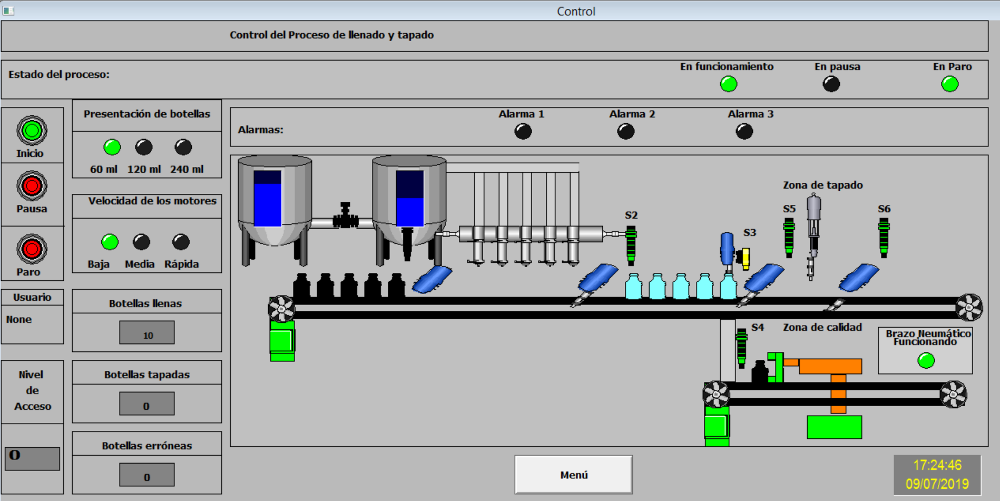 Control
Control del Proceso de llenado y tapado
Estado del proceso:
En funcionamiento
En pausa
En Paro
Inicio
Pausa
Paro
Presentación de botellas
60 ml
120 ml
240 ml
Velocidad de los motores
Baja
Media
Rápida
Alarmas:
Alarma 1
Alarma 2
Alarma 3
Usuario
None
Nivel
de
Acceso
0
Botellas llenas
10
Botellas tapadas
0
Botellas erróneas
0
S2
S3
Zona de tapado
S5
S6
S4
Zona de calidad
Brazo Neumático
Funcionando
Menú
17:24:46
09/07/2019